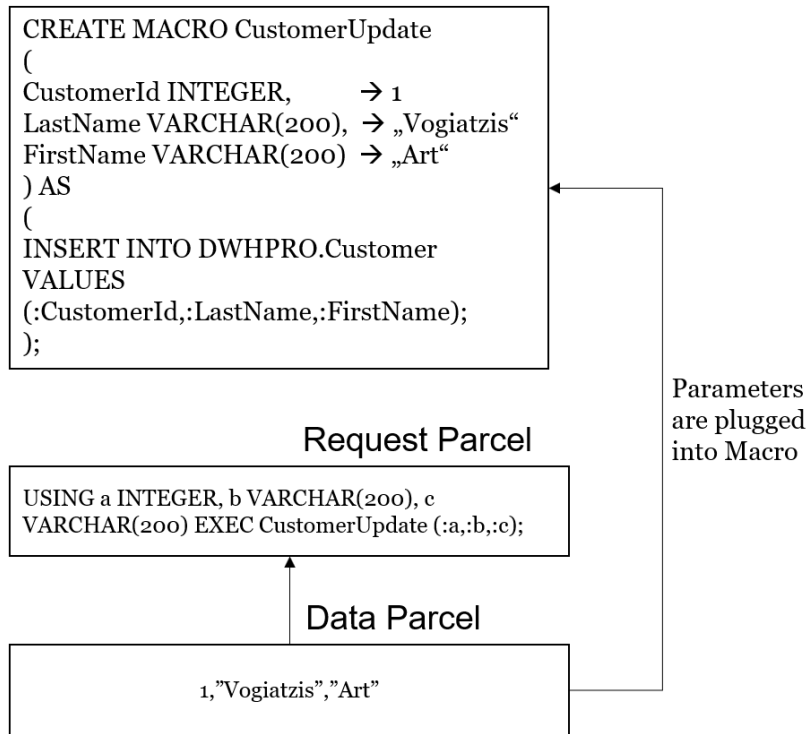 CREATE MACRO CustomerUpdate
(
CustomerId INTEGER, → 1
LastName VARCHAR(200), → „Vogiatzis“
FirstName VARCHAR(200) → „Art“
) AS
(
INSERT INTO DWHPRO.Customer
VALUES
(:CustomerId,:LastName,:FirstName);
);
Parameters
are plugged
into Macro
Request Parcel
USING a INTEGER, b VARCHAR(200), c
VARCHAR(200) EXEC CustomerUpdate (:a,:b,:c);
Data Parcel
1,”Vogiatzis“,”Art”